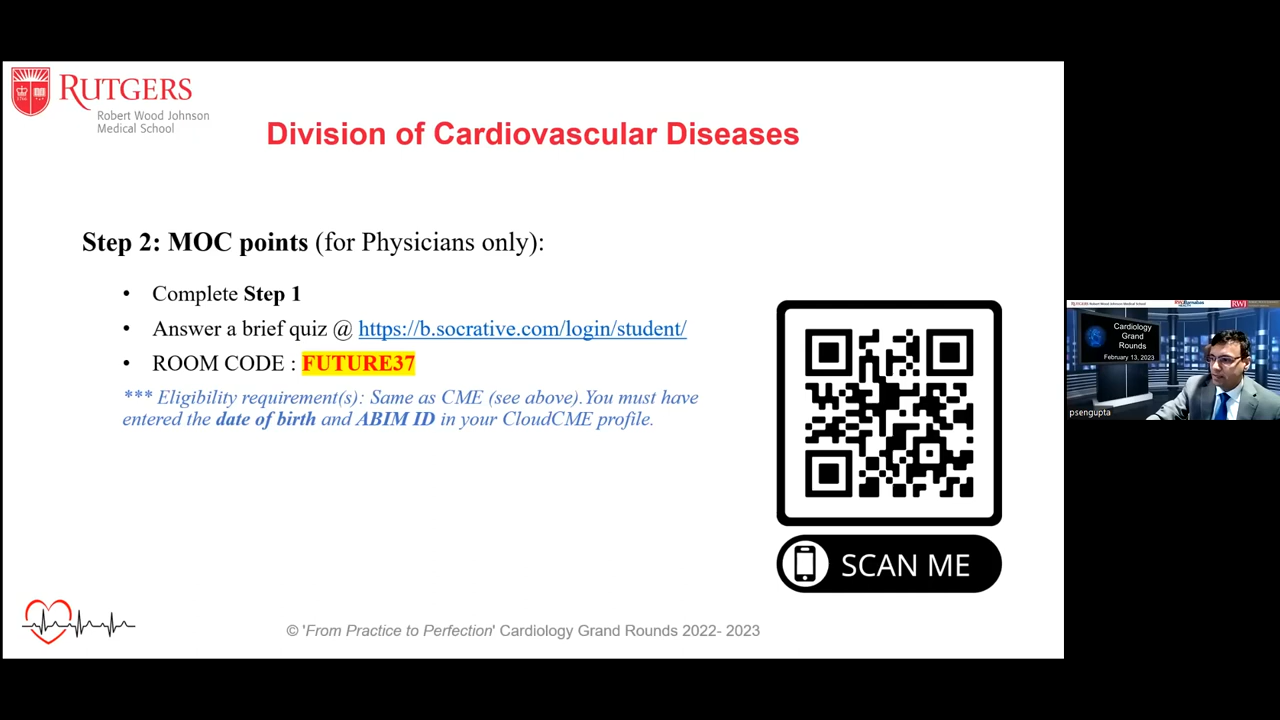 RUTGERS
Robert Wood Johnson
Medical School
Division of Cardiovascular Diseases
Step 2: MOC points (for Physicians only):
• Complete Step 1
• Answer a brief quiz @ https://b.socrative.com/login/student/
• ROOM CODE : FUTURE37
*** Eligibility requirement(s): Same as CME (see above).You must have
entered the date of birth and ABIM ID in your CloudCME profile.
SCAN ME
© 'From Practice to Perfection' Cardiology Grand Rounds 2022- 2023
Cardiology
Grand
Rounds
February 13, 2023
psengupta